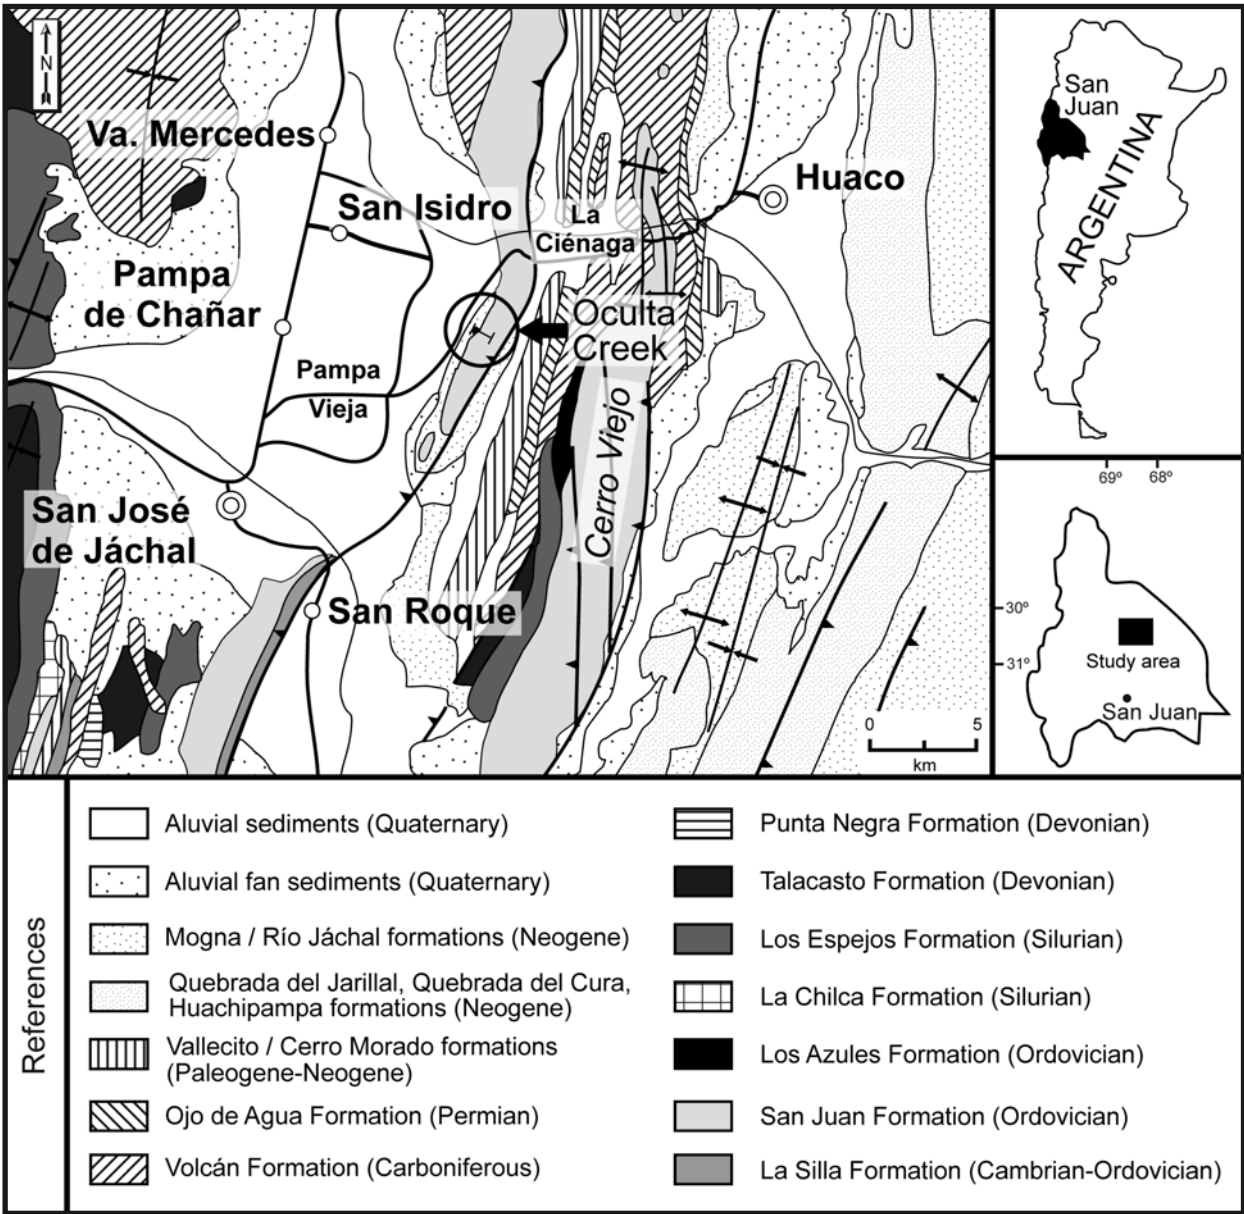 N
Va. Mercedes
San Isidro
Huaco
La
Ciénaga
Pampa
de Chañar
Oculta
Creek
Pampa
Vieja
Cerro Viejo
San José
de Jáchal
San Roque
0 5
km
San
Juan
ARGENTINA
69º 68º
30º
31º
Study area
San Juan
References
Aluvial sediments (Quaternary)
Aluvial fan sediments (Quaternary)
Mogna / Río Jáchal formations (Neogene)
Quebrada del Jarillal, Quebrada del Cura,
Huachipampa formations (Neogene)
Vallecito / Cerro Morado formations
(Paleogene-Neogene)
Ojo de Agua Formation (Permian)
Volcán Formation (Carboniferous)
Punta Negra Formation (Devonian)
Talacasto Formation (Devonian)
Los Espejos Formation (Silurian)
La Chilca Formation (Silurian)
Los Azules Formation (Ordovician)
San Juan Formation (Ordovician)
La Silla Formation (Cambrian-Ordovician)